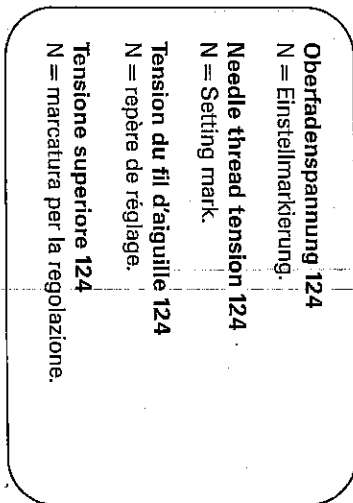 Oberfadenspannung 124
N = Einstellmarkierung.
Needle thread tension 124
N = Setting mark.
Tension du fil d'aiguille 124
N = repère de réglage.
Tensione superiore 124
N = marcatura per la regolazione.